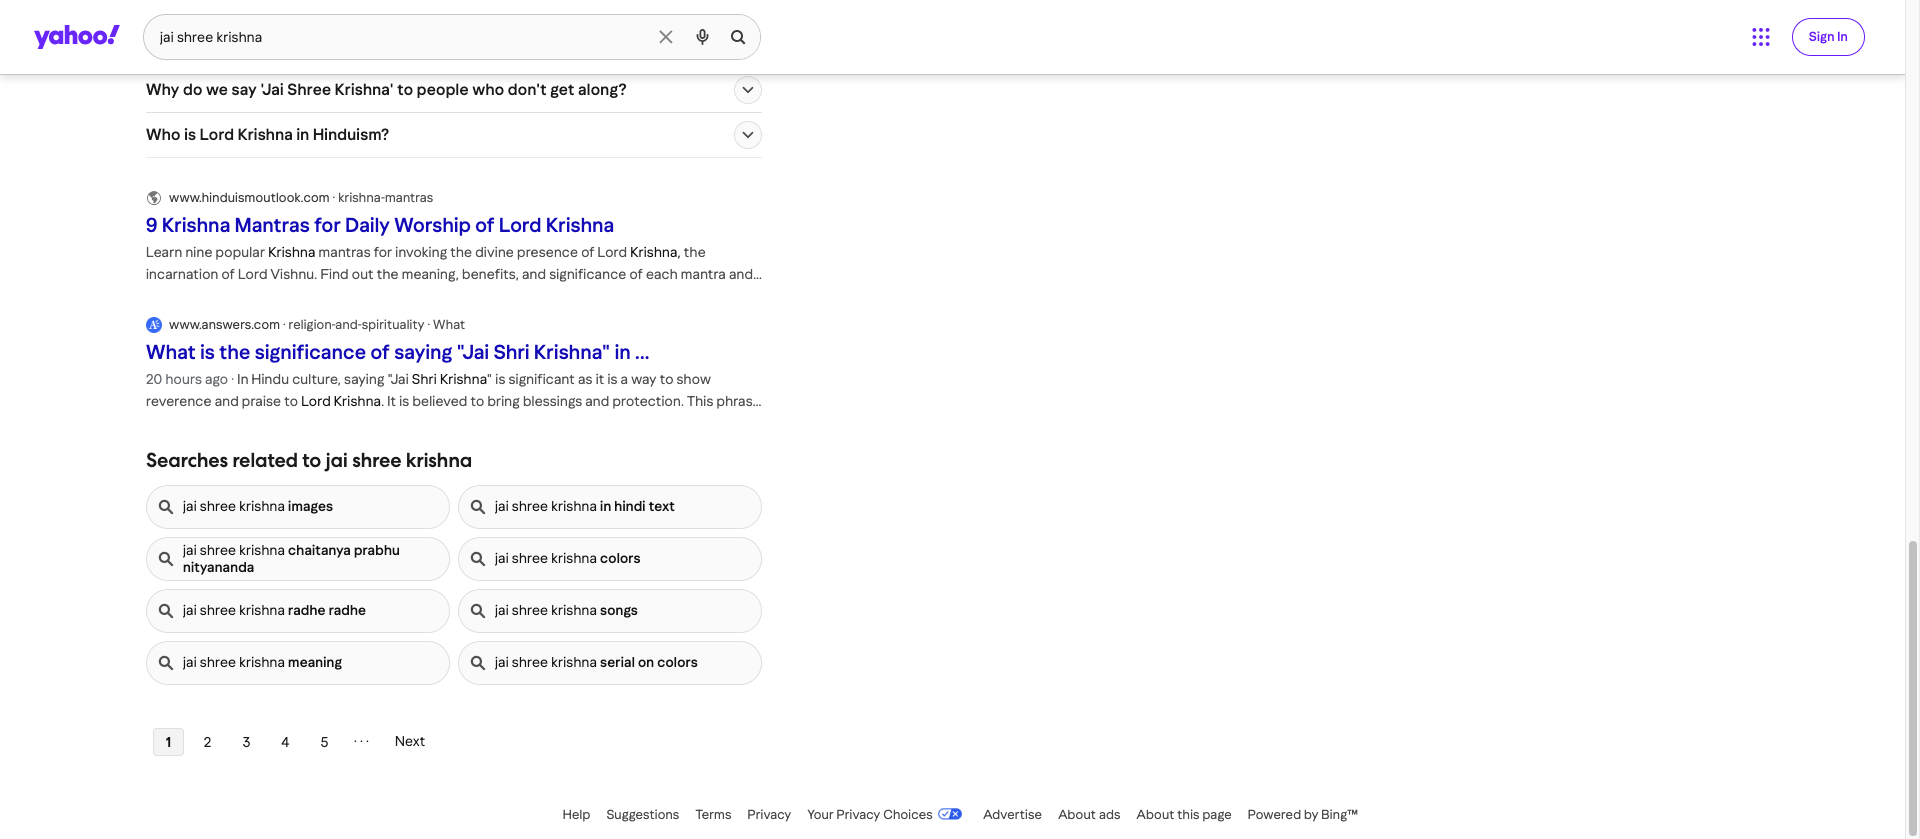 yahoo!
jai shree krishna
Sign In
Why do we say 'Jai Shree Krishna' to people who don't get along?
Who is Lord Krishna in Hinduism?
www.hinduismoutlook.com · krishna-mantras
9 Krishna Mantras for Daily Worship of Lord Krishna
Learn nine popular Krishna mantras for invoking the divine presence of Lord Krishna, the
incarnation of Lord Vishnu. Find out the meaning, benefits, and significance of each mantra and...
www.answers.com · religion-and-spirituality · What
What is the significance of saying "Jai Shri Krishna" in ...
20 hours ago · In Hindu culture, saying "Jai Shri Krishna" is significant as it is a way to show
reverence and praise to Lord Krishna. It is believed to bring blessings and protection. This phras...
Searches related to jai shree krishna
jai shree krishna images
jai shree krishna in hindi text
jai shree krishna chaitanya prabhu
nityananda
jai shree krishna colors
jai shree krishna radhe radhe
jai shree krishna songs
jai shree krishna meaning
jai shree krishna serial on colors
1 2 3 4 5 ··· Next
Help Suggestions Terms Privacy Your Privacy Choices Advertise About ads About this page Powered by Bing™